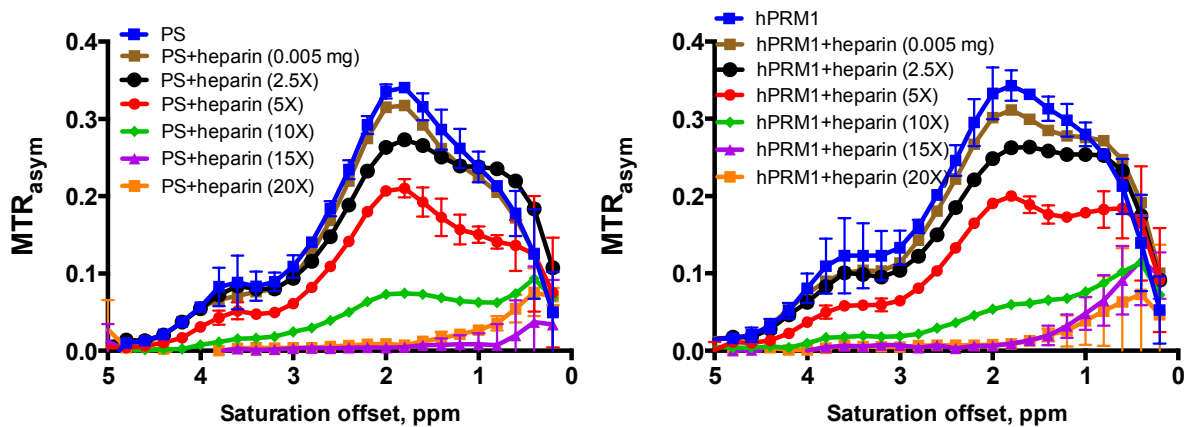 PS
PS+heparin (0.005 mg)
PS+heparin (2.5X)
PS+heparin (5X)
PS+heparin (10X)
PS+heparin (15X)
PS+heparin (20X)
0.4
0.3
0.2
0.1
0.0
MTRasym
5 4 3 2 1 0
Saturation offset, ppm
hPRM1
hPRM1+heparin (0.005 mg)
hPRM1+heparin (2.5X)
hPRM1+heparin (5X)
hPRM1+heparin (10X)
hPRM1+heparin (15X)
hPRM1+heparin (20X)
0.4
0.3
0.2
0.1
0.0
MTRasym
5 4 3 2 1 0
Saturation offset, ppm